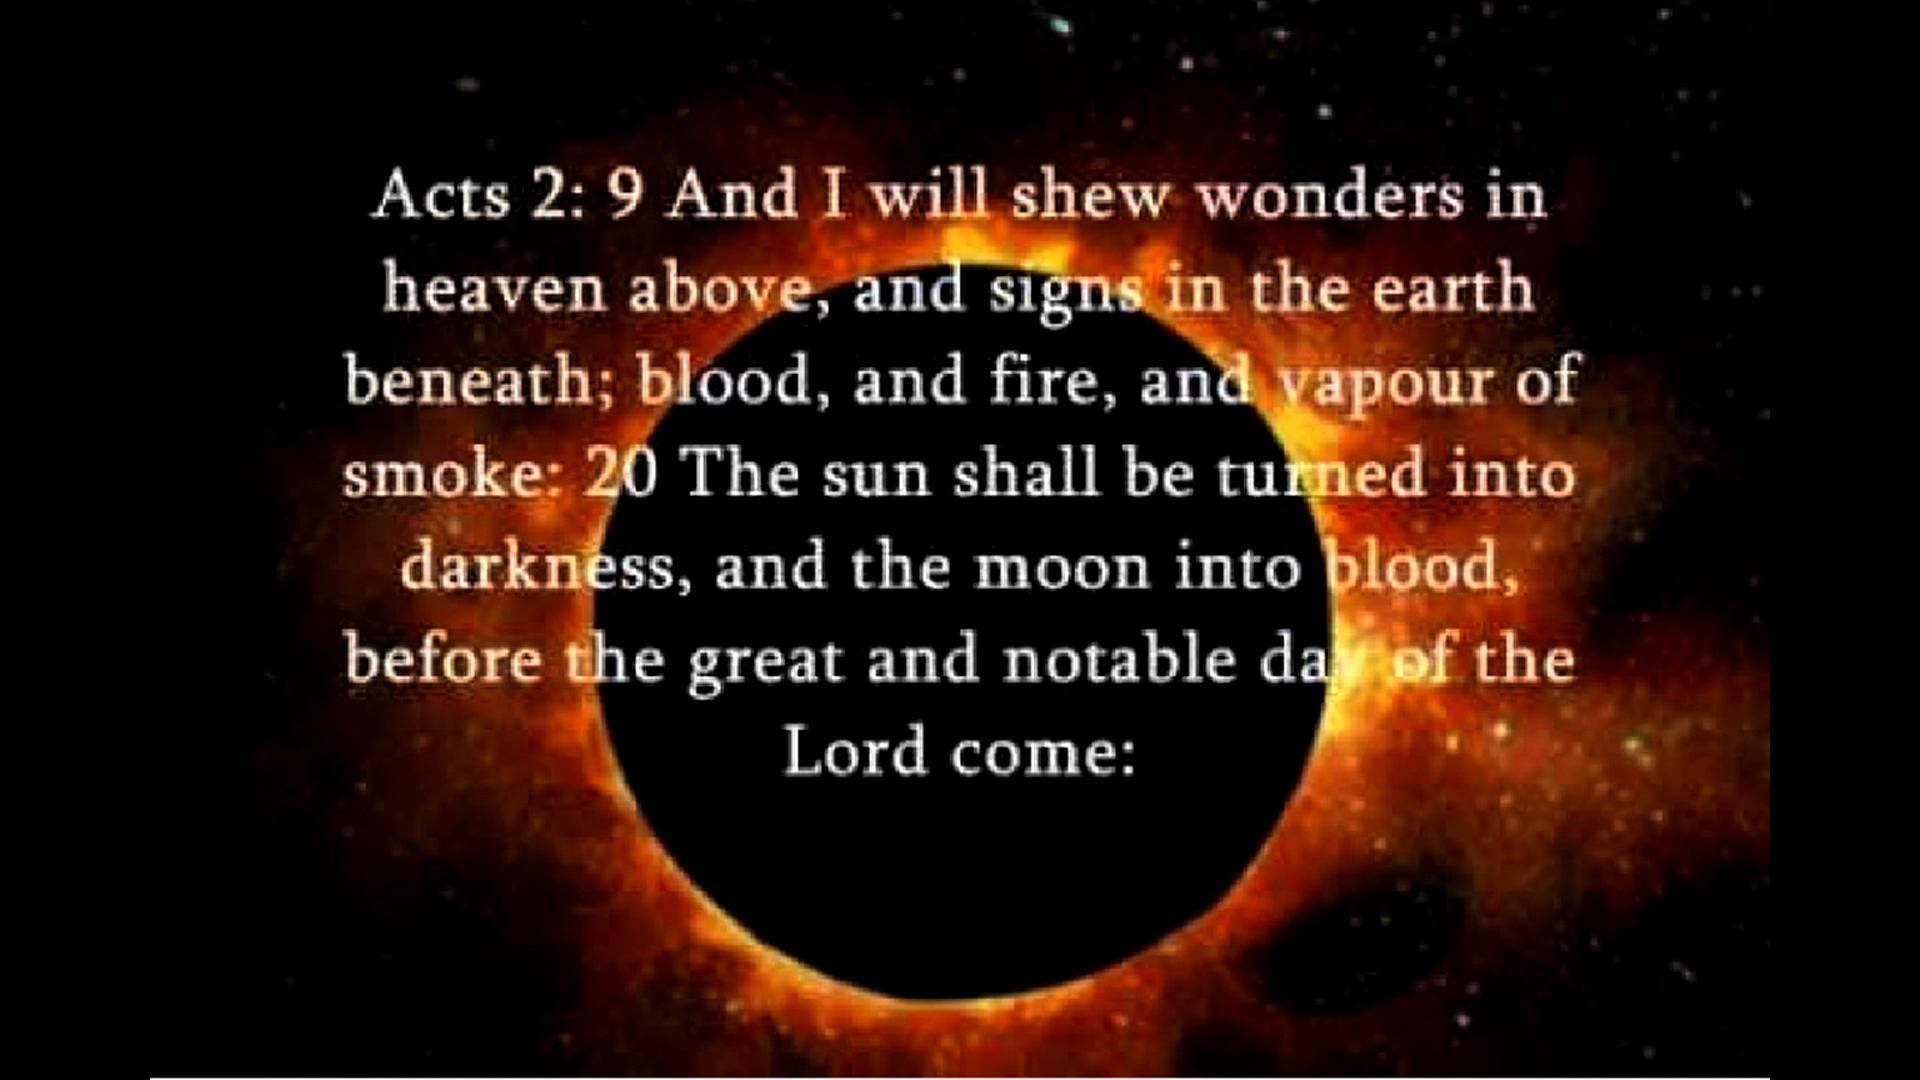 Acts 2: 9 And I will shew wonders in
heaven above, and signs in the earth
beneath; blood, and fire, and vapour of
smoke: 20 The sun shall be turned into
darkness, and the moon into blood,
before the great and notable day of the
Lord come: